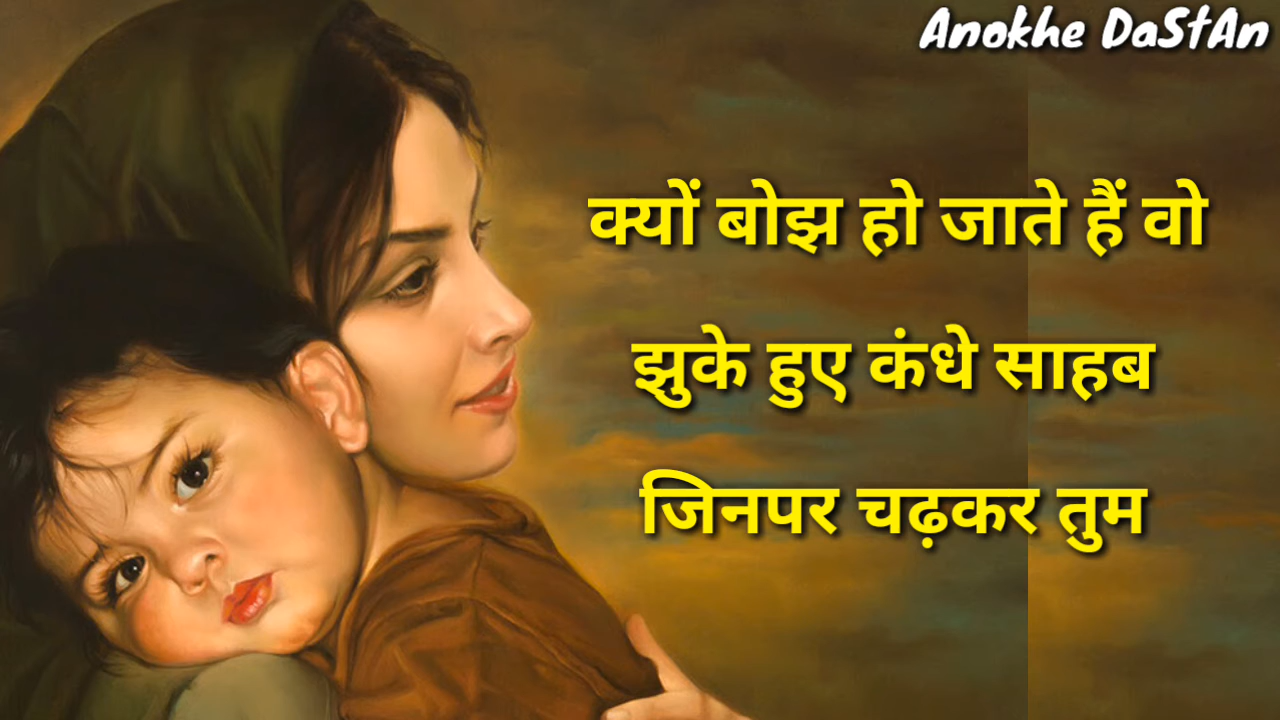 Anokhe DaStAn
क्यों बोझ हो जाते हैं वो
झुके हुए कंधे साहब
जिनपर चढ़कर तुम